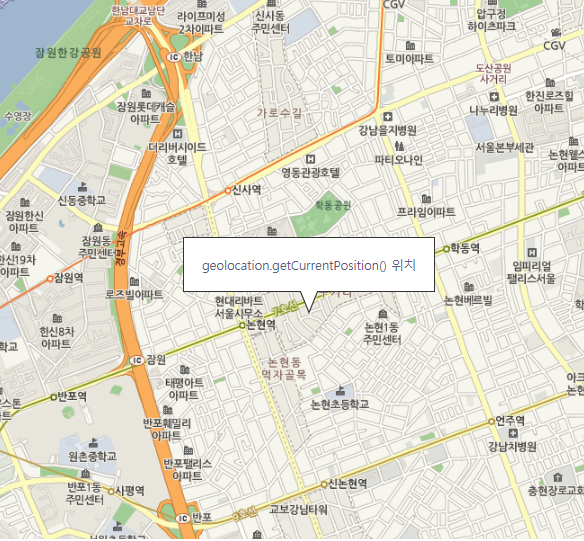 한남대교남단
교차로
라이프미성
2차아파트
신사동
주민센터
CGV
압구정
하이츠파크
잠원한강공원
IC 한남
토미아파트
CGV
도산공원
사거리
수영장
잠원롯데캐슬
아파트
가로수길
나누리병원
한진로즈힐
아파트
더리버사이드
호텔
강남을지병원
파티오나인
서울본부세관
영동관광호텔
신동중학교
신사역
학동공원
프라임아파트
잠원한신
아파트
잠원동
주민센터
경부고속
geolocation.getCurrentPosition() 위치
학동역
한신19차
아파트
잠원역
로즈빌아파트
임피리얼
팰리스서울
현대리바트
서울사무소
7호선
논현베르빌
논현역
논현1동
주민센터
한신8차
아파트
IC 잠원
논현동
먹자골목
태평아트
아파트
반포역
논현초등학교
반포훼밀리
아파트
언주역
강남치병원
원촌중학교
반포팰리스
아파트
반포1동
주민센터
사평역
신논현역
논현장로교회
IC 반포
9호선
교보강남타워